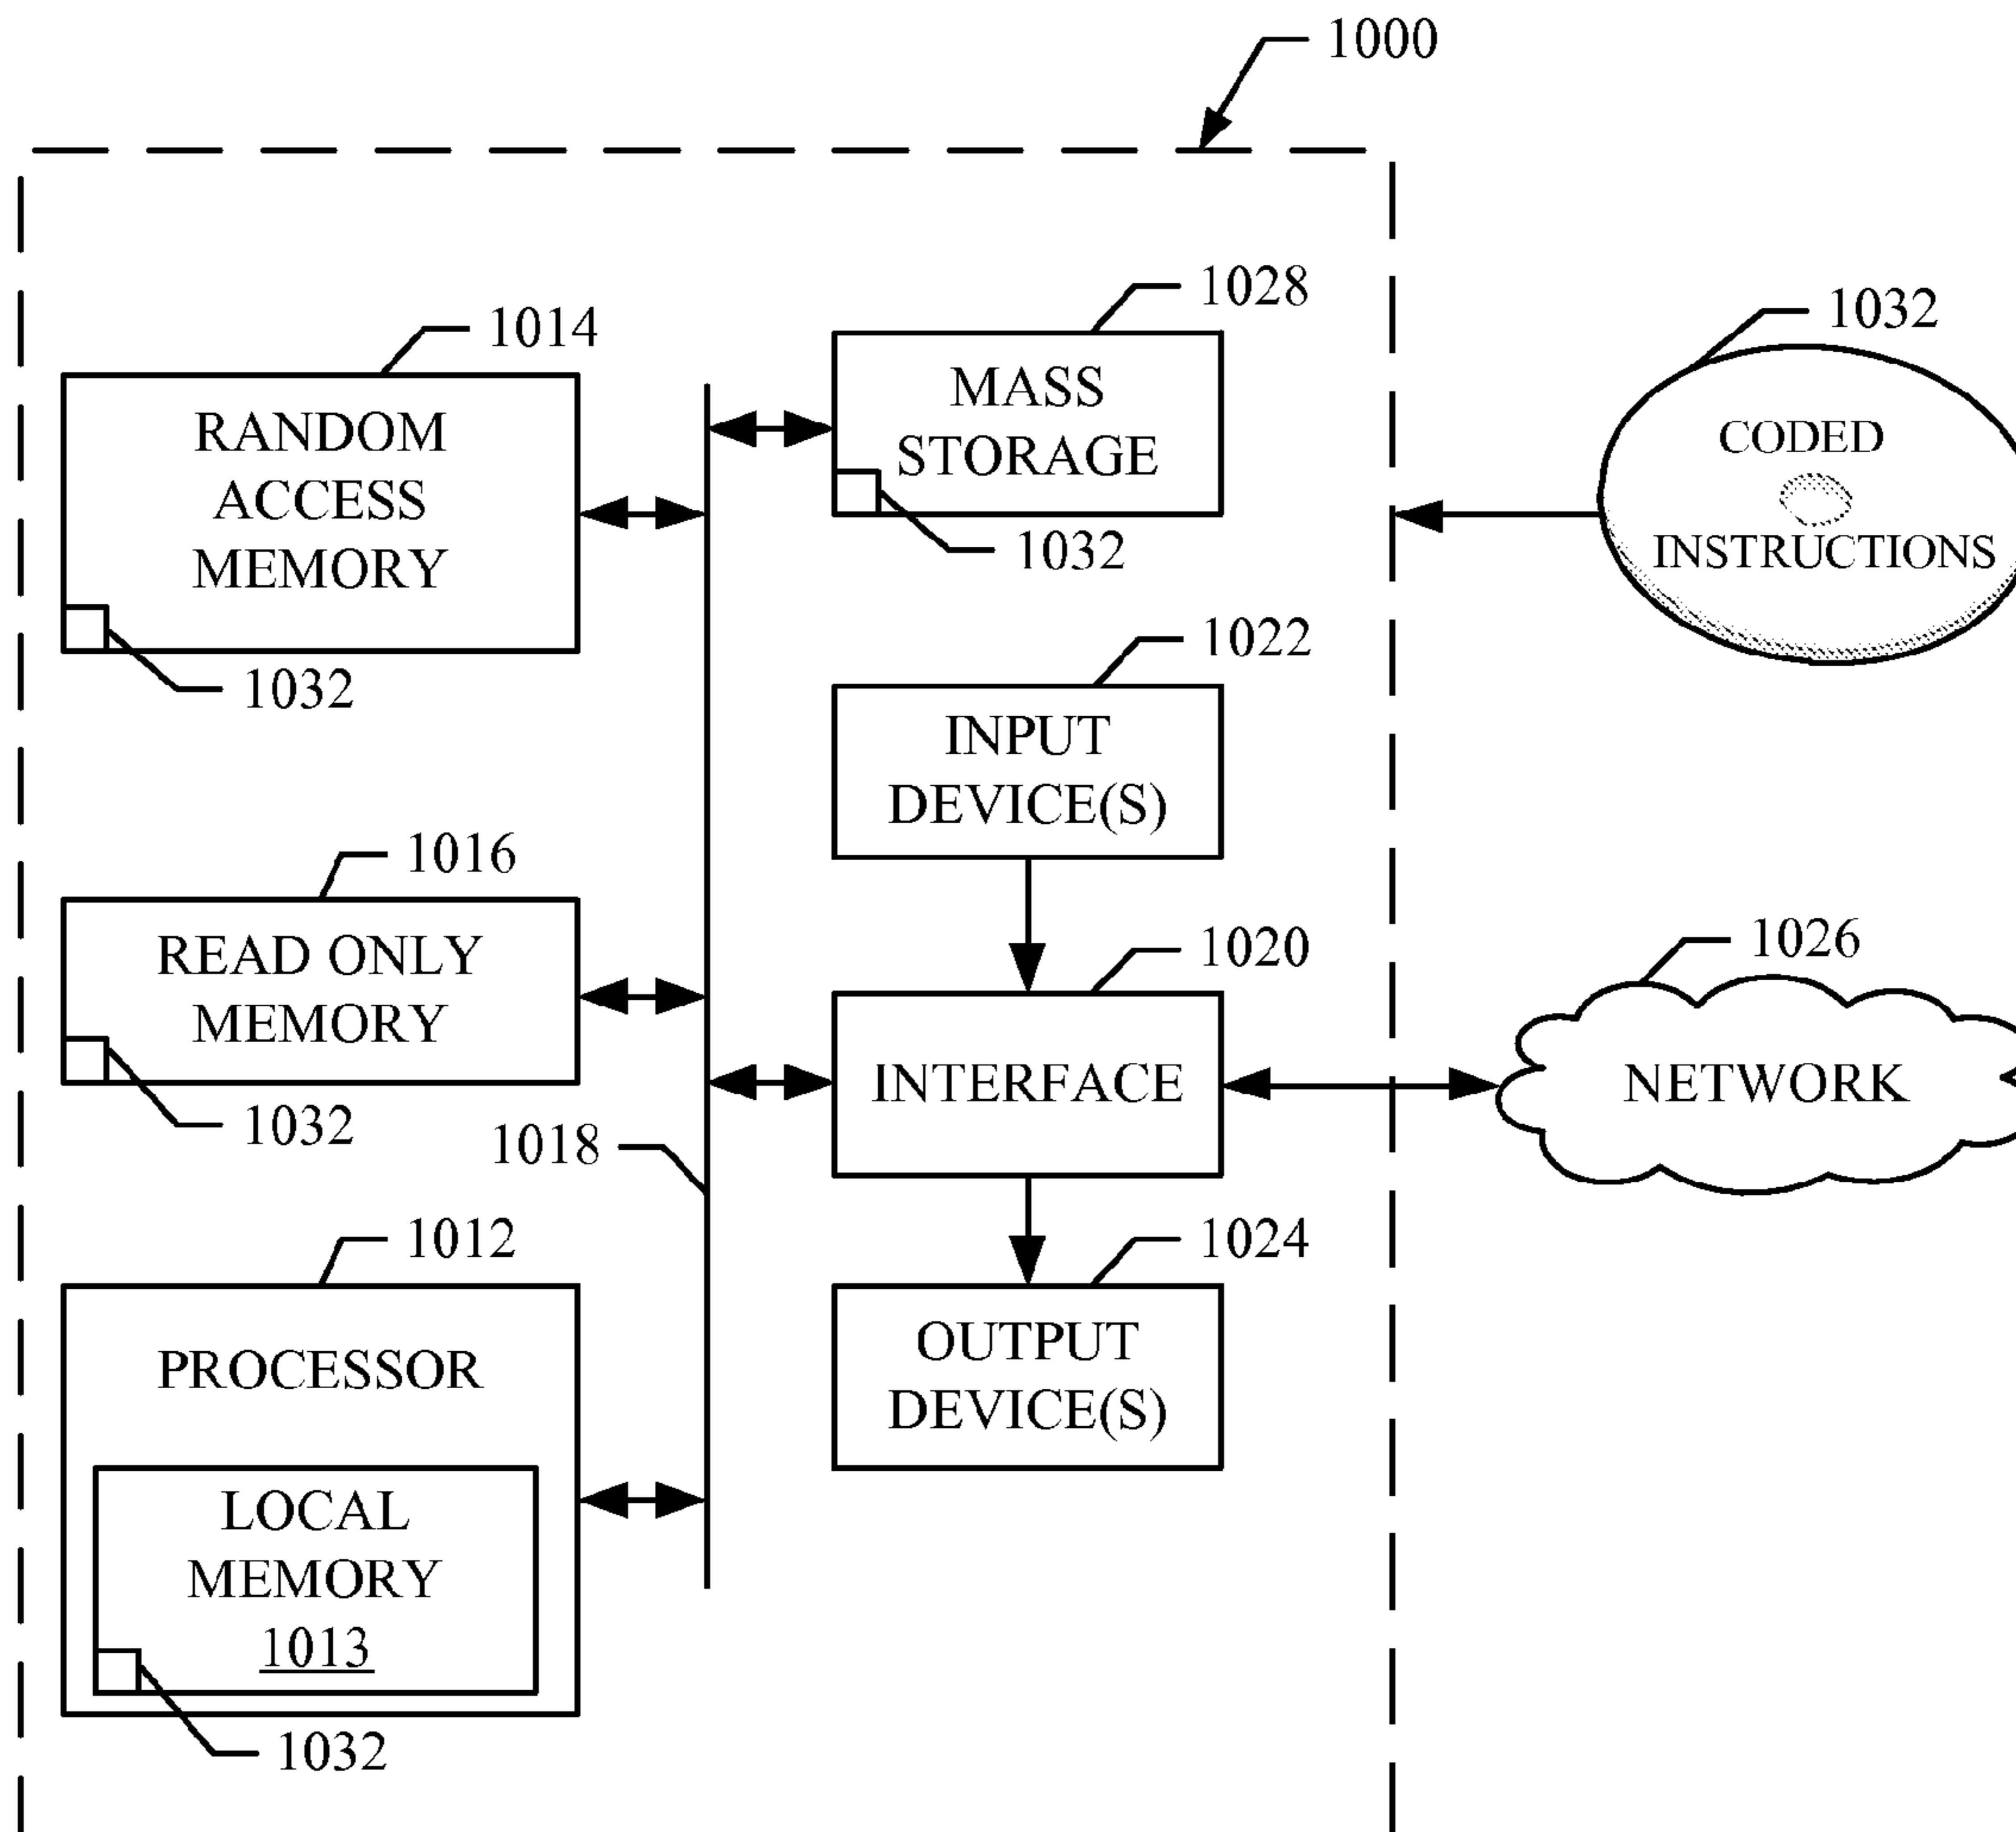 1000
1028
1014
1032
MASS
STORAGE
RANDOM
ACCESS
MEMORY
CODED
INSTRUCTIONS
1032
1032
1022
INPUT
DEVICE(S)
1016
READ ONLY
MEMORY
1032
1020
INTERFACE
1026
NETWORK
1018
1012
PROCESSOR
LOCAL
MEMORY
1013
1032
1024
OUTPUT
DEVICE(S)